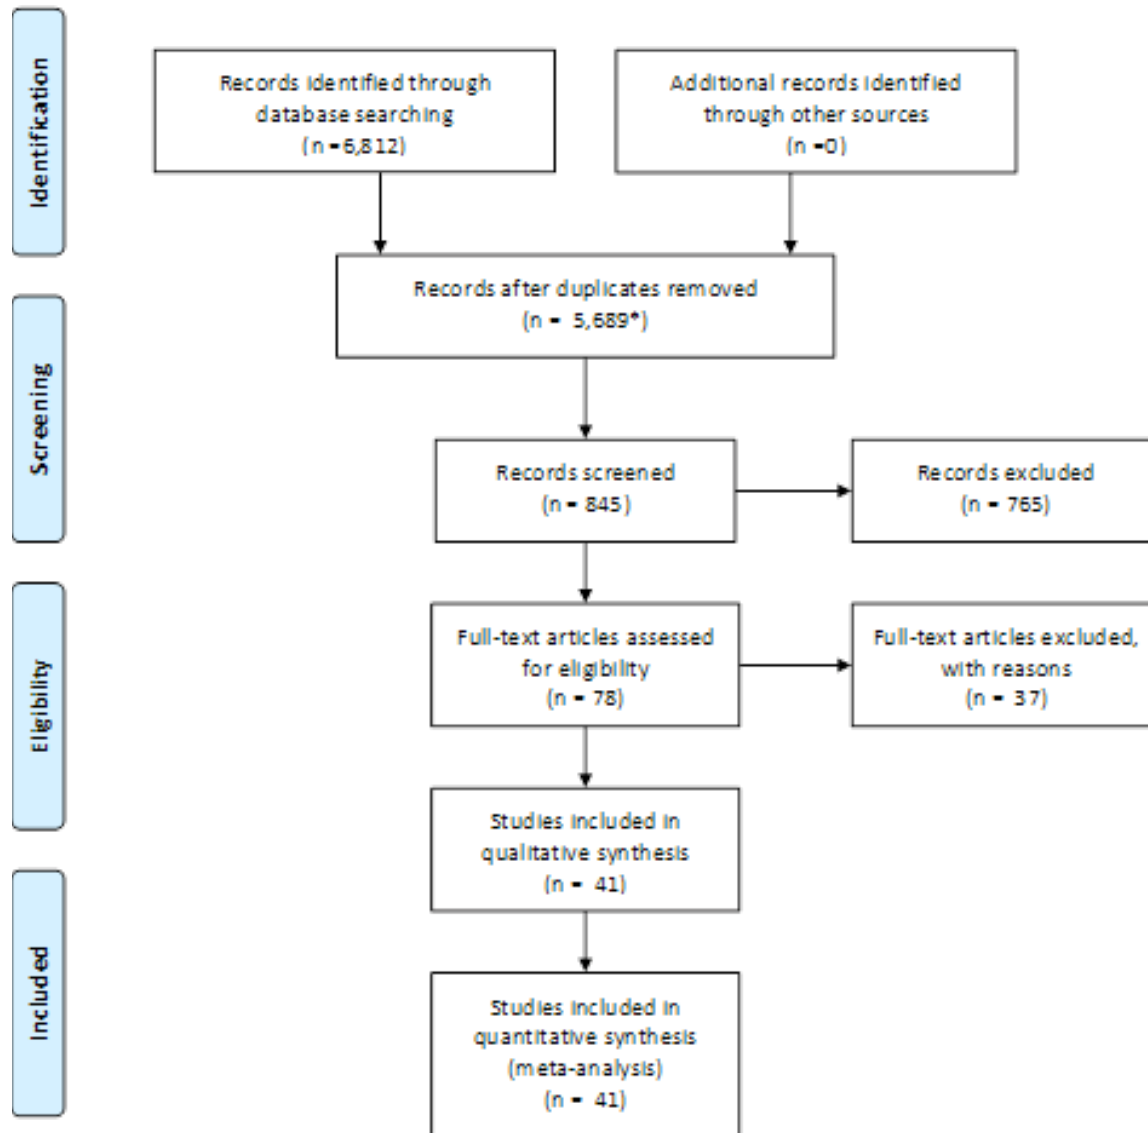 Identification
Records identified through
database searching
(n =6,812)
Additional records identified
through other sources
(n =0)
Records after duplicates removed
(n = 5,689*)
Screening
Records screened
(n = 845)
Records excluded
(n = 765)
Eligibility
Full-text articles assessed
for eligibility
(n = 78)
Full-text articles excluded,
with reasons
(n = 37)
Studies included in
qualitative synthesis
(n = 41)
Included
Studies included in
quantitative synthesis
(meta-analysis)
(n = 41)